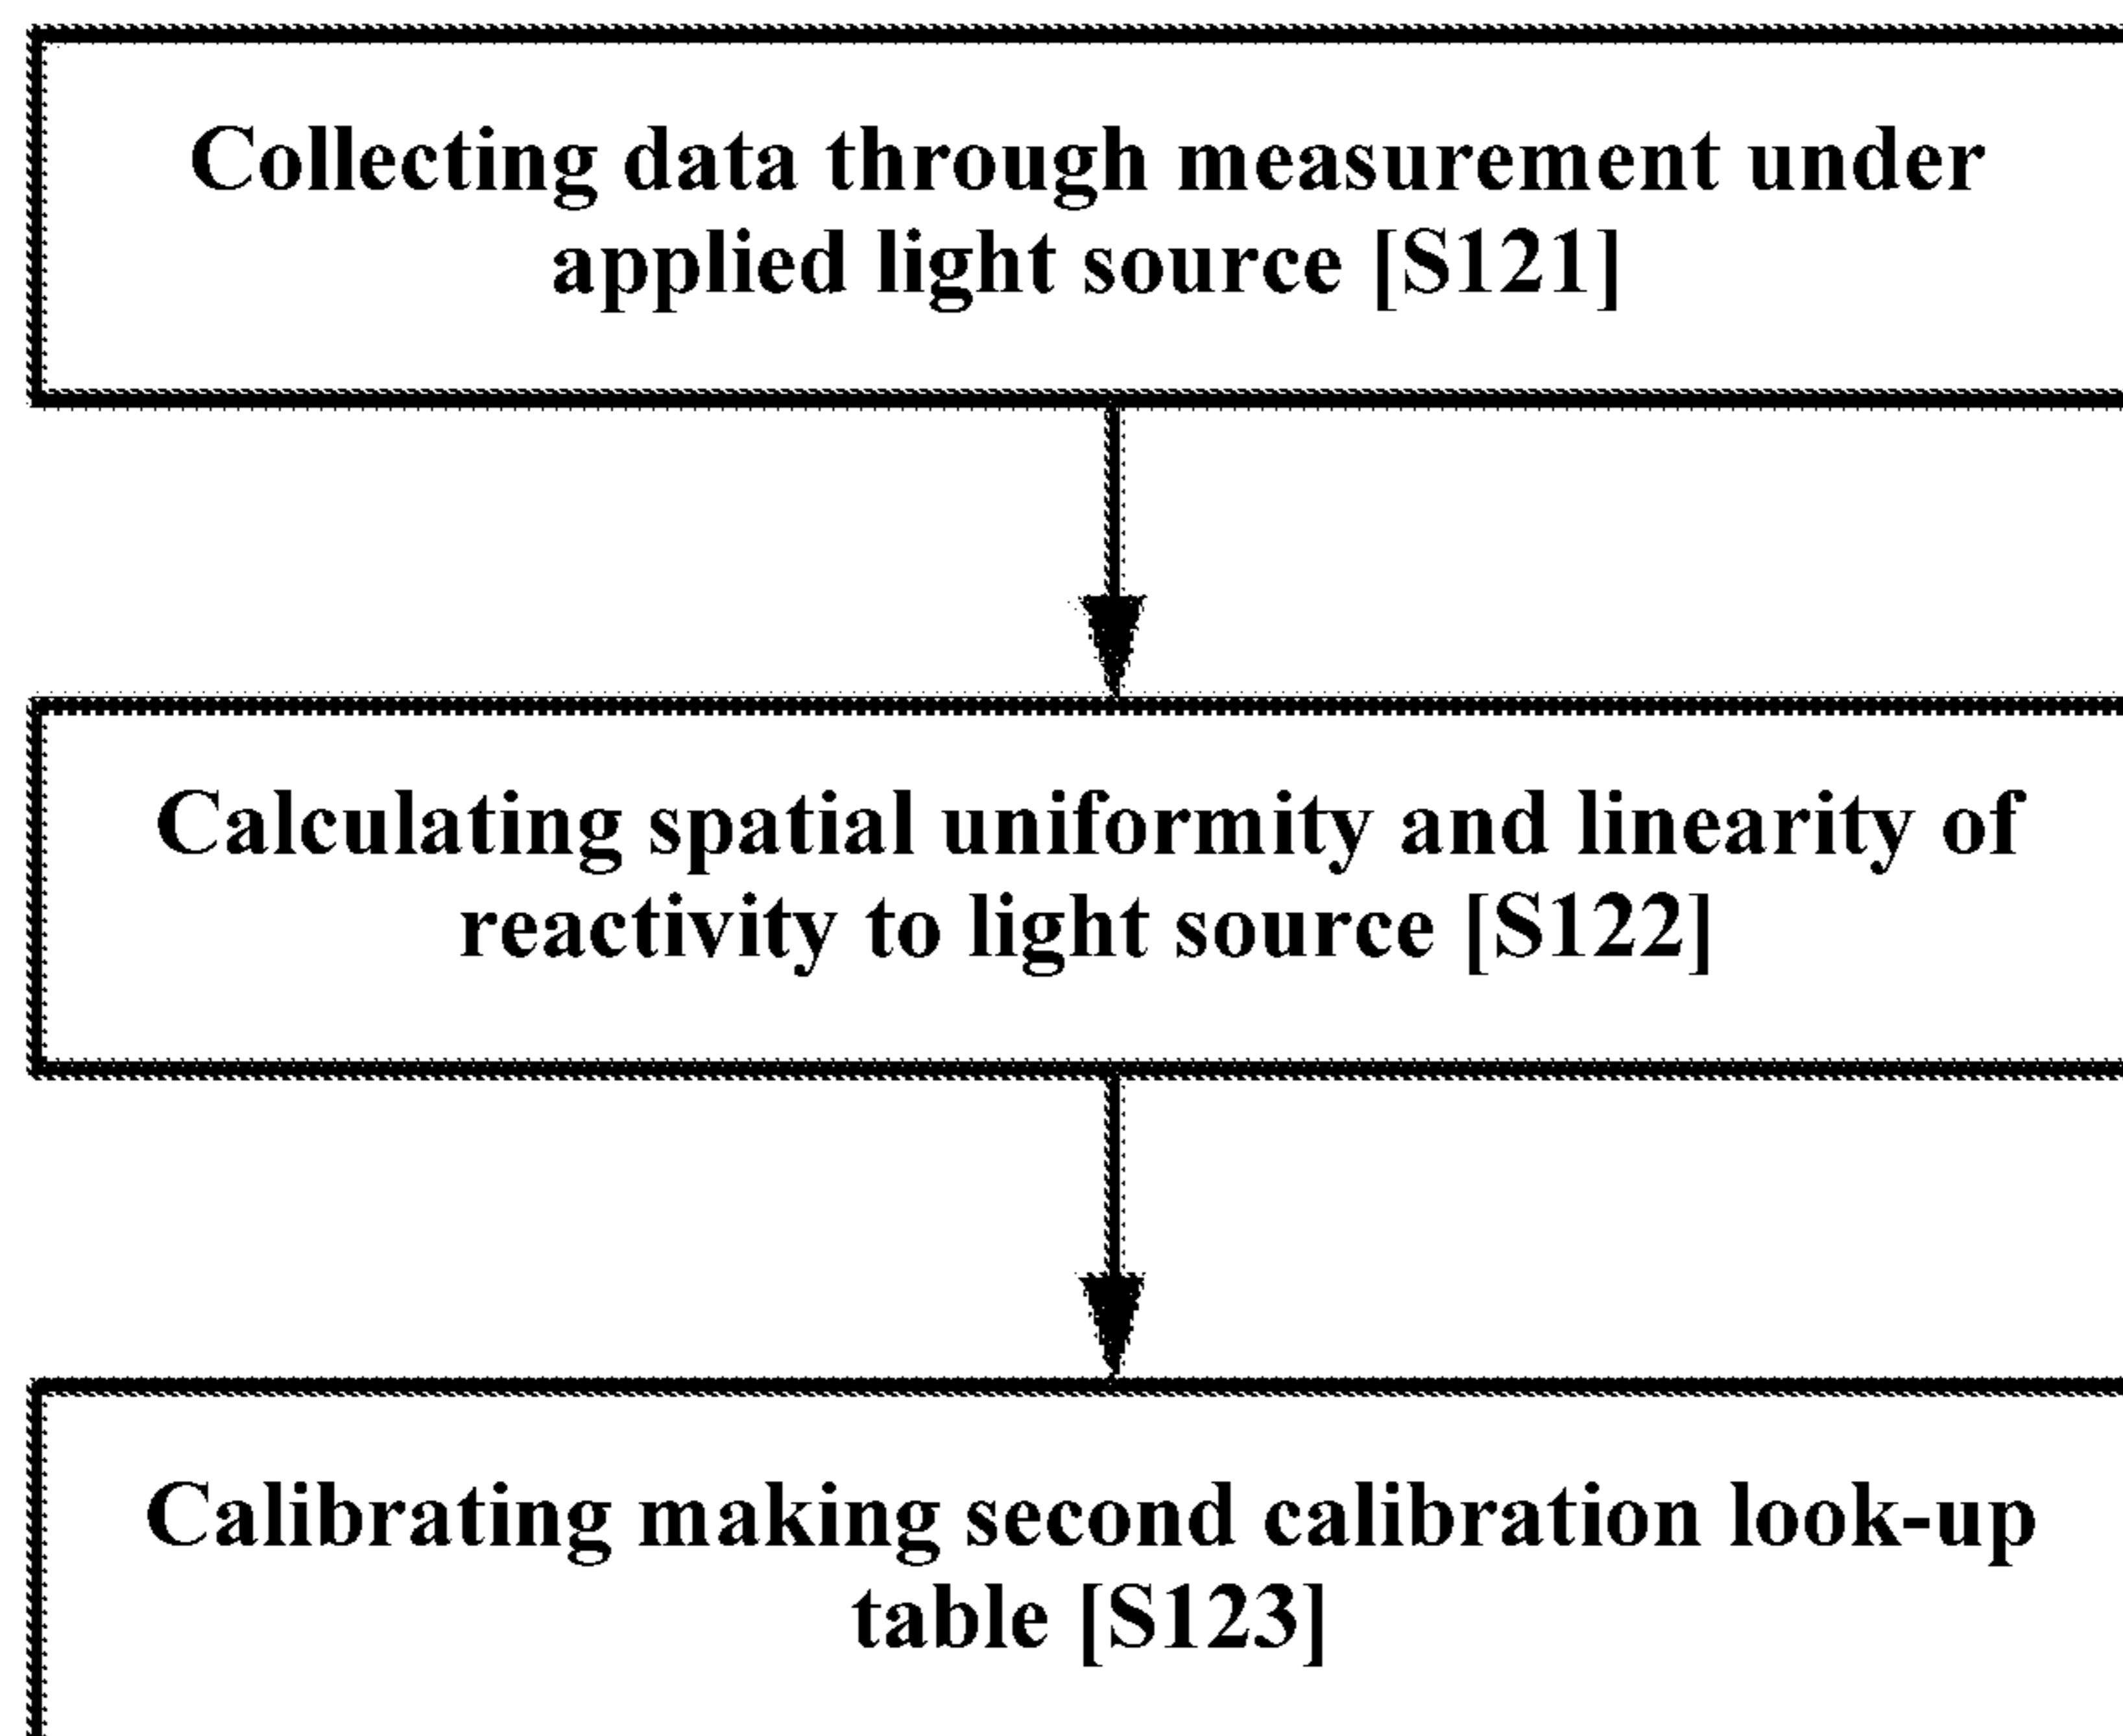 Collecting data through measurement under
applied light source [S121]
Calculating spatial uniformity and linearity of
reactivity to light source [S122]
Calibrating making second calibration look-up
table [S123]